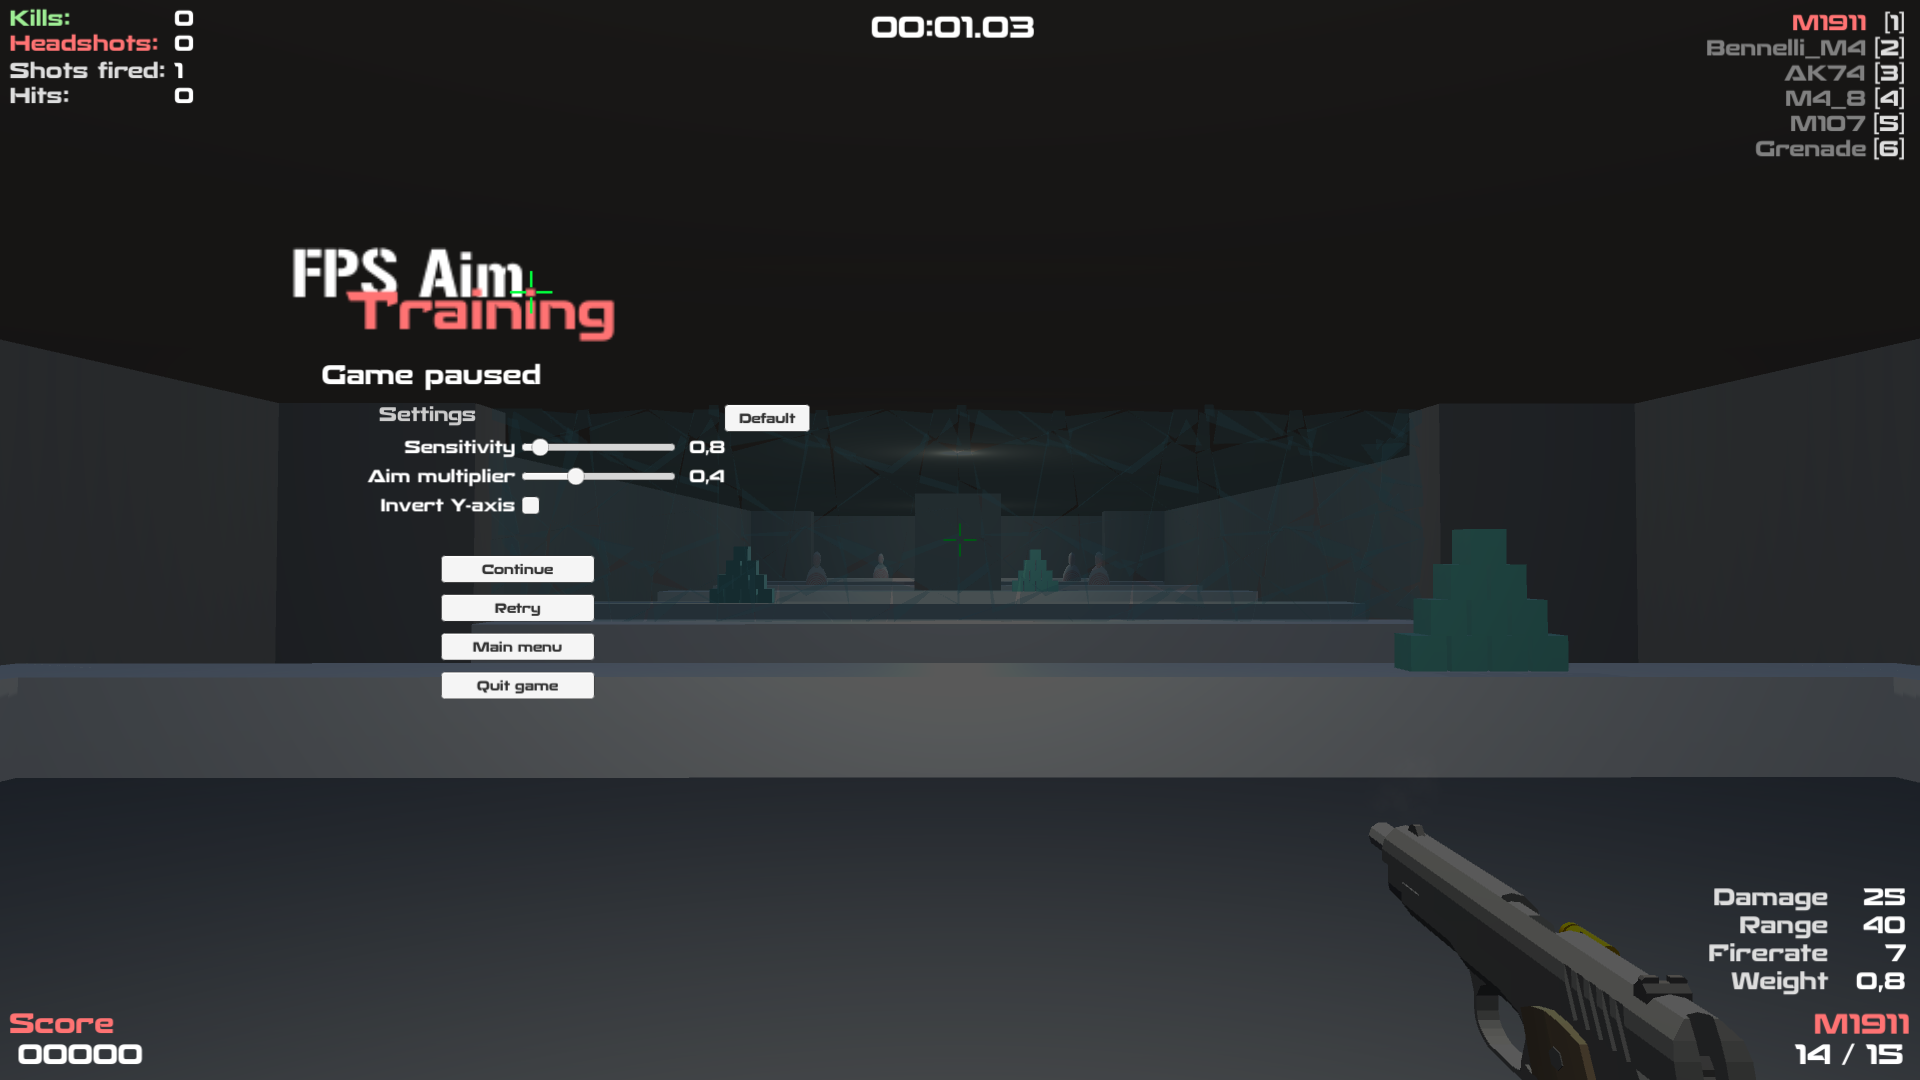 Kills: 0
Headshots: 0
Shots fired: 1
Hits: 0
00:01.03
M1911 [1]
Bennelli_M4 [2]
AK74 [3]
M4_8 [4]
M107 [5]
Grenade [6]
FPS Aim
Training
Game paused
Settings Default
Sensitivity 0,8
Aim multiplier 0,4
Invert Y-axis
Continue
Retry
Main menu
Quit game
Damage 25
Range 40
Firerate 7
Weight 0,8
Score
00000
M1911
14 / 15